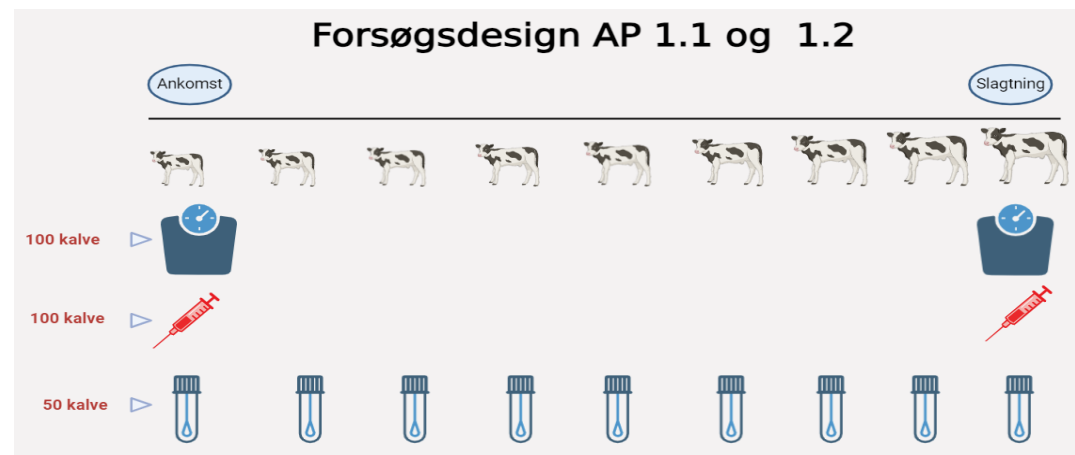 Forsøgsdesign AP 1.1 og 1.2
Ankomst
Slagtning
100 kalve
100 kalve
50 kalve